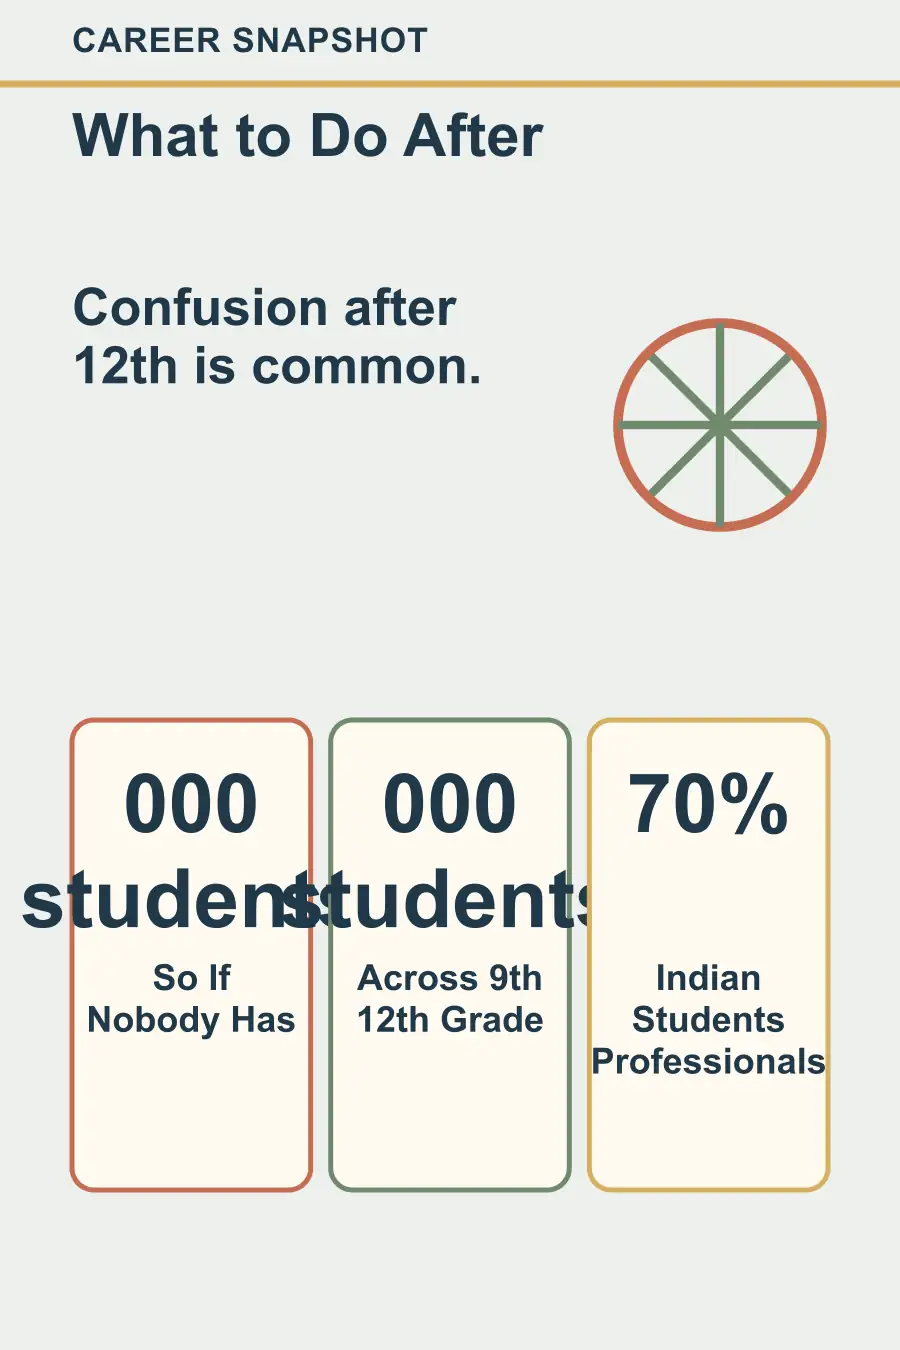 CAREER SNAPSHOT
What to Do After
Confusion after
12th is common.
000
students
So If
Nobody Has
000
students
Across 9th
12th Grade
70%
Indian
Students
Professionals